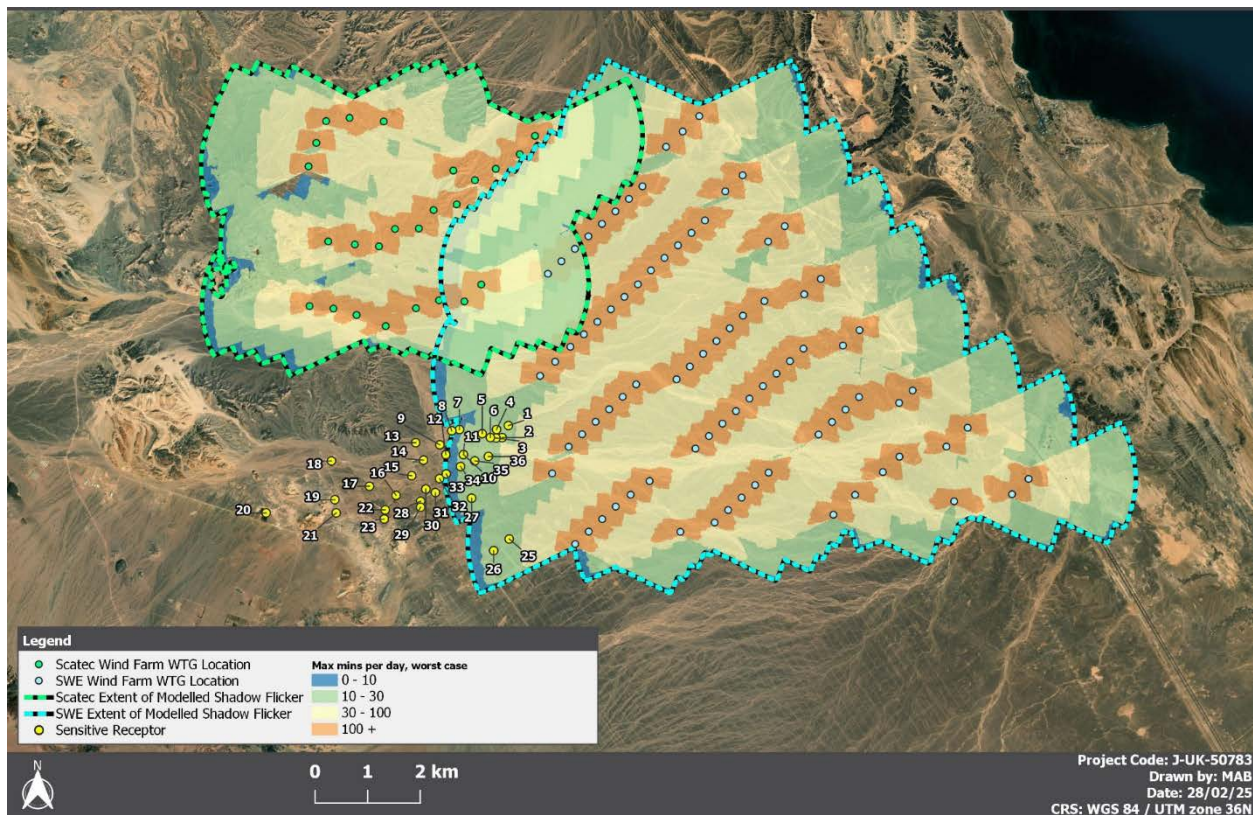 8
7
5
6
4
1
9
12
13
11
2
3
14
36
18
15
35
16
34
10
17
33
19
32
20
22
28
31
27
21
23
29
30
26
25
Legend
Scatec Wind Farm WTG Location
SWE Wind Farm WTG Location
Scatec Extent of Modelled Shadow Flicker
SWE Extent of Modelled Shadow Flicker
Sensitive Receptor
Max mins per day, worst case
0 - 10
10 - 30
30 - 100
100 +
N
0 1 2 km
Project Code: J-UK-50783
Drawn by: MAB
Date: 28/02/25
CRS: WGS 84 / UTM zone 36N